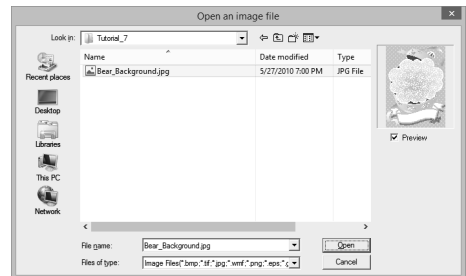 Open an image file
Look in: Tutorial_7
Name Date modified Type
Bear_Background.jpg 5/27/2010 7:00 PM JPG File
Recent places
Desktop
Libraries
This PC
Network
Preview
File name: Bear_Background.jpg Open
Files of type: Image Files(*.bmp;*.tif;*.jpg;*.wmf;*.png;*.eps;*.g Cancel